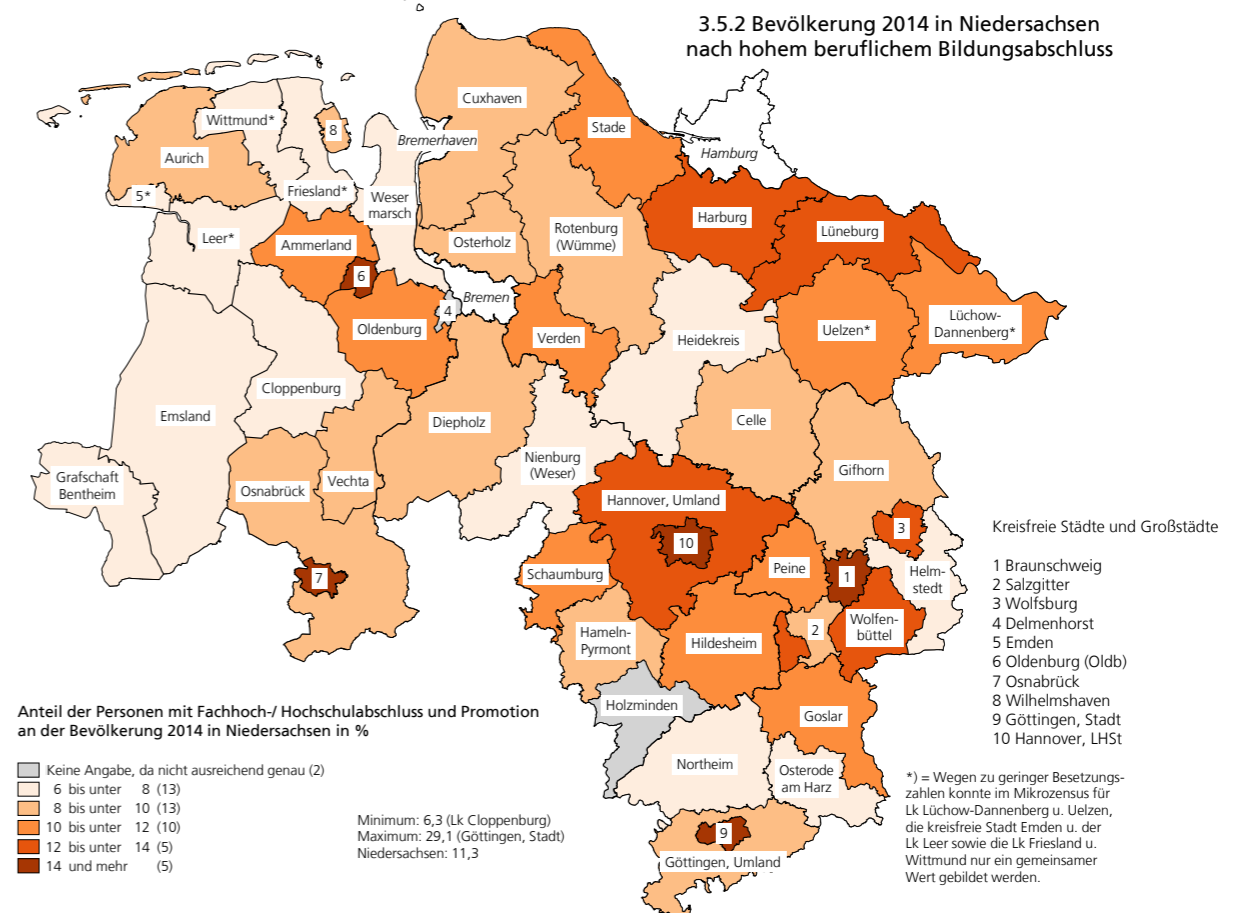 3.5.2 Bevölkerung 2014 in Niedersachsen
nach hohem beruflichem Bildungsabschluss
Cuxhaven
Stade
Wittmund*
8
Bremerhaven
Aurich
Hamburg
5*
Friesland*
Weser
marsch
Harburg
Lüneburg
Leer*
Ammerland
Osterholz
Rotenburg
(Wümme)
6
Bremen
4
Oldenburg
Verden
Heidekreis
Uelzen*
Lüchow-
Dannenberg*
Cloppenburg
Emsland
Diepholz
Celle
Nienburg
(Weser)
Gifhorn
Grafschaft
Bentheim
Osnabrück
Vechta
Hannover, Umland
10
3
7
Schaumburg
Peine
1
Helm-
stedt
Hameln-
Pyrmont
Hildesheim
2
Wolfen-
büttel
Holzminden
Goslar
Northeim
Osterode
am Harz
9
Göttingen, Umland
Kreisfreie Städte und Großstädte
1 Braunschweig
2 Salzgitter
3 Wolfsburg
4 Delmenhorst
5 Emden
6 Oldenburg (Oldb)
7 Osnabrück
8 Wilhelmshaven
9 Göttingen, Stadt
10 Hannover, LHSt
Anteil der Personen mit Fachhoch-/ Hochschulabschluss und Promotion
an der Bevölkerung 2014 in Niedersachsen in %
Keine Angabe, da nicht ausreichend genau (2)
6 bis unter 8 (13)
8 bis unter 10 (13)
10 bis unter 12 (10)
12 bis unter 14 (5)
14 und mehr (5)
Minimum: 6,3 (Lk Cloppenburg)
Maximum: 29,1 (Göttingen, Stadt)
Niedersachsen: 11,3
*) = Wegen zu geringer Besetzungs-
zahlen konnte im Mikrozensus für
Lk Lüchow-Dannenberg u. Uelzen,
die kreisfreie Stadt Emden u. der
Lk Leer sowie die Lk Friesland u.
Wittmund nur ein gemeinsamer
Wert gebildet werden.